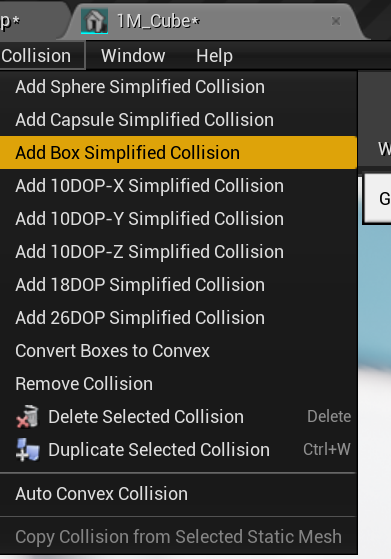 p*
1M_Cube*
Collision Window Help
Add Sphere Simplified Collision
Add Capsule Simplified Collision
Add Box Simplified Collision
W
Add 10DOP-X Simplified Collision
G
Add 10DOP-Y Simplified Collision
Add 10DOP-Z Simplified Collision
Add 18DOP Simplified Collision
Add 26DOP Simplified Collision
Convert Boxes to Convex
Remove Collision
Delete Selected Collision Delete
Duplicate Selected Collision Ctrl+W
Auto Convex Collision
Copy Collision from Selected Static Mesh